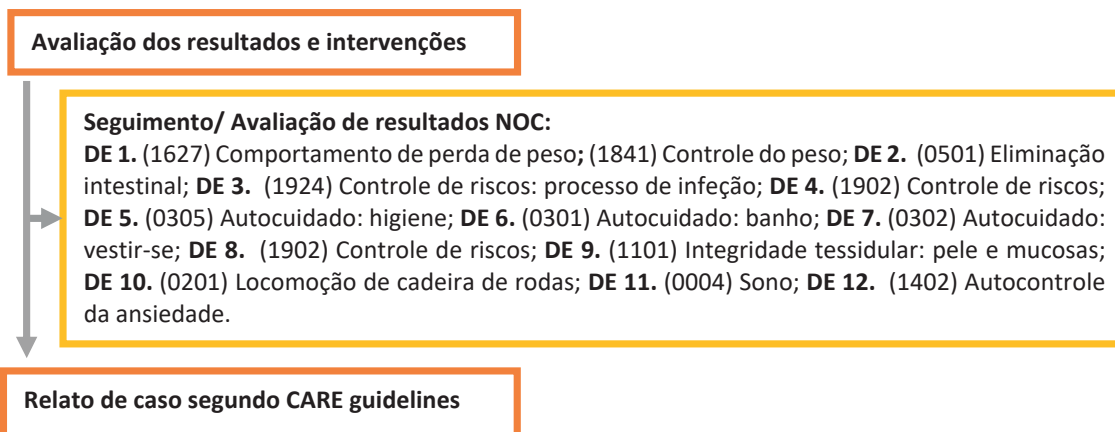 Avaliação dos resultados e intervenções
Seguimento/ Avaliação de resultados NOC:
DE 1. (1627) Comportamento de perda de peso; (1841) Controle do peso; DE 2. (0501) Eliminação
intestinal; DE 3. (1924) Controle de riscos: processo de infeção; DE 4. (1902) Controle de riscos;
DE 5. (0305) Autocuidado: higiene; DE 6. (0301) Autocuidado: banho; DE 7. (0302) Autocuidado:
vestir-se; DE 8. (1902) Controle de riscos; DE 9. (1101) Integridade tessidular: pele e mucosas;
DE 10. (0201) Locomoção de cadeira de rodas; DE 11. (0004) Sono; DE 12. (1402) Autocontrole
da ansiedade.
Relato de caso segundo CARE guidelines